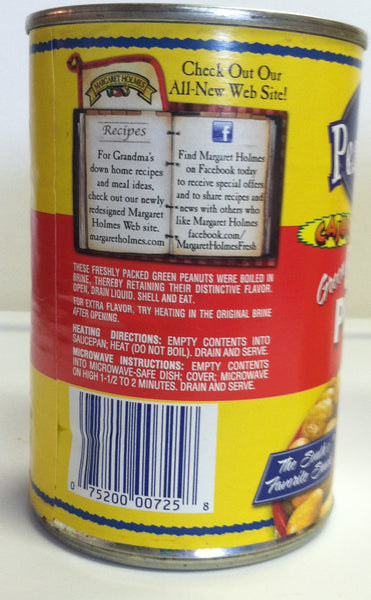 Check Out Our
All-New Web Site!
MARGARET HOLMES
Recipes
For Grandma's
down home recipes
and meal ideas,
check out our newly
redesigned Margaret
Holmes Web site.
margaretholmes.com
f
Find Margaret Holmes
on Facebook today
to receive special offers
and to share recipes and
news with others who
like Margaret Holmes
facebook.com/
MargaretHolmesFresh
THESE FRESHLY PACKED GREEN PEANUTS WERE BOILED IN
BRINE, THEREBY RETAINING THEIR DISTINCTIVE FLAVOR.
OPEN, DRAIN LIQUID. SHELL AND EAT.
FOR EXTRA FLAVOR, TRY HEATING IN THE ORIGINAL BRINE
AFTER OPENING.
HEATING DIRECTIONS: EMPTY CONTENTS INTO
SAUCEPAN; HEAT (DO NOT BOIL). DRAIN AND SERVE.
MICROWAVE INSTRUCTIONS: EMPTY CONTENTS
INTO MICROWAVE-SAFE DISH; COVER; MICROWAVE
ON HIGH 1-1/2 TO 2 MINUTES. DRAIN AND SERVE.
0 75200 00725 8
Pea
Green
P
The South's
Favorite